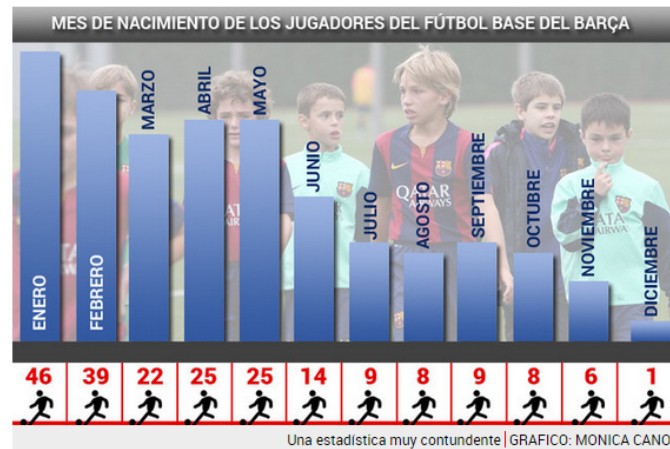 MES DE NACIMIENTO DE LOS JUGADORES DEL FÚTBOL BASE DEL BARÇA
ENERO
FEBRERO
MARZO
ABRIL
MAYO
JUNIO
JULIO
AGOSTO
SEPTIEMBRE
OCTUBRE
NOVIEMBRE
DICIEMBRE
QATAR
AIRWAYS
46 39 22 25 25 14 9 8 9 8 6 1
Una estadística muy contundente | GRAFICO: MONICA CANO